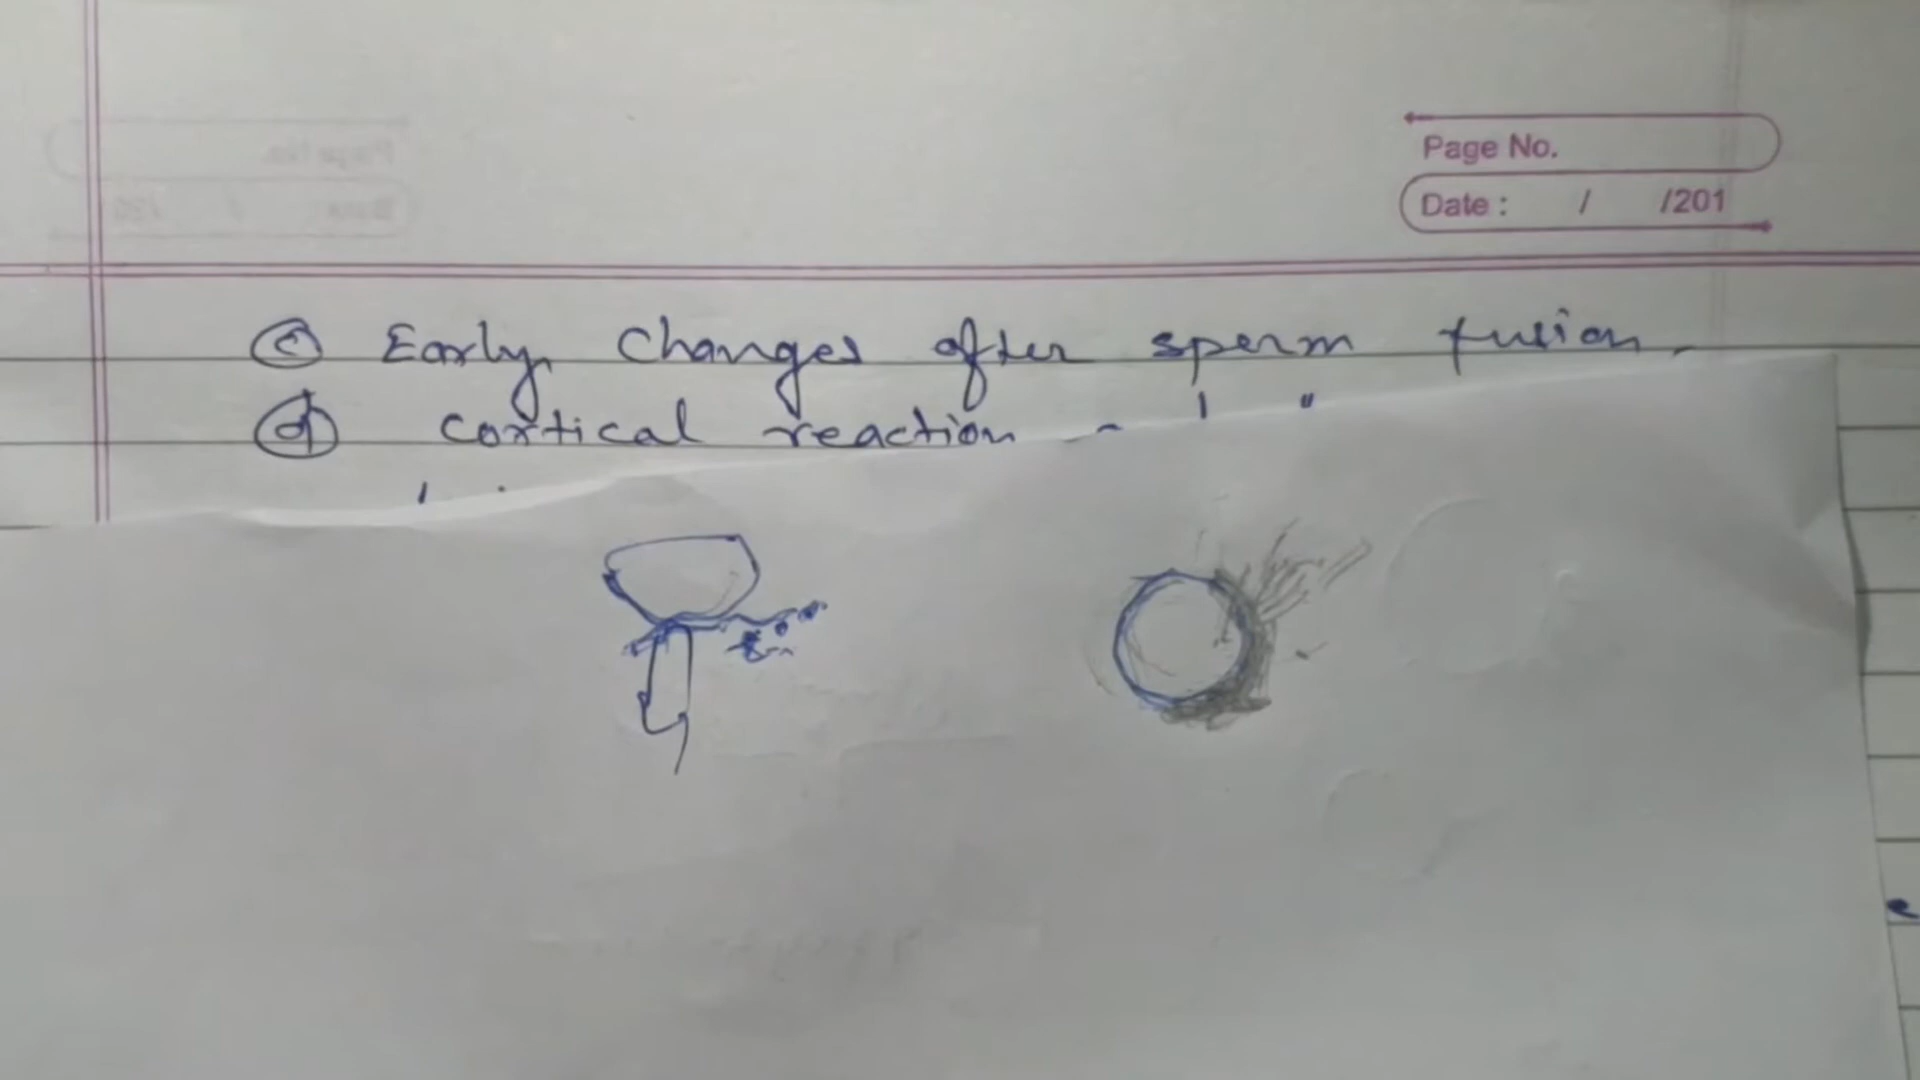 Page No.
Date : / /201
(c) Early changes after sperm fusion.
(d) cortical reaction -